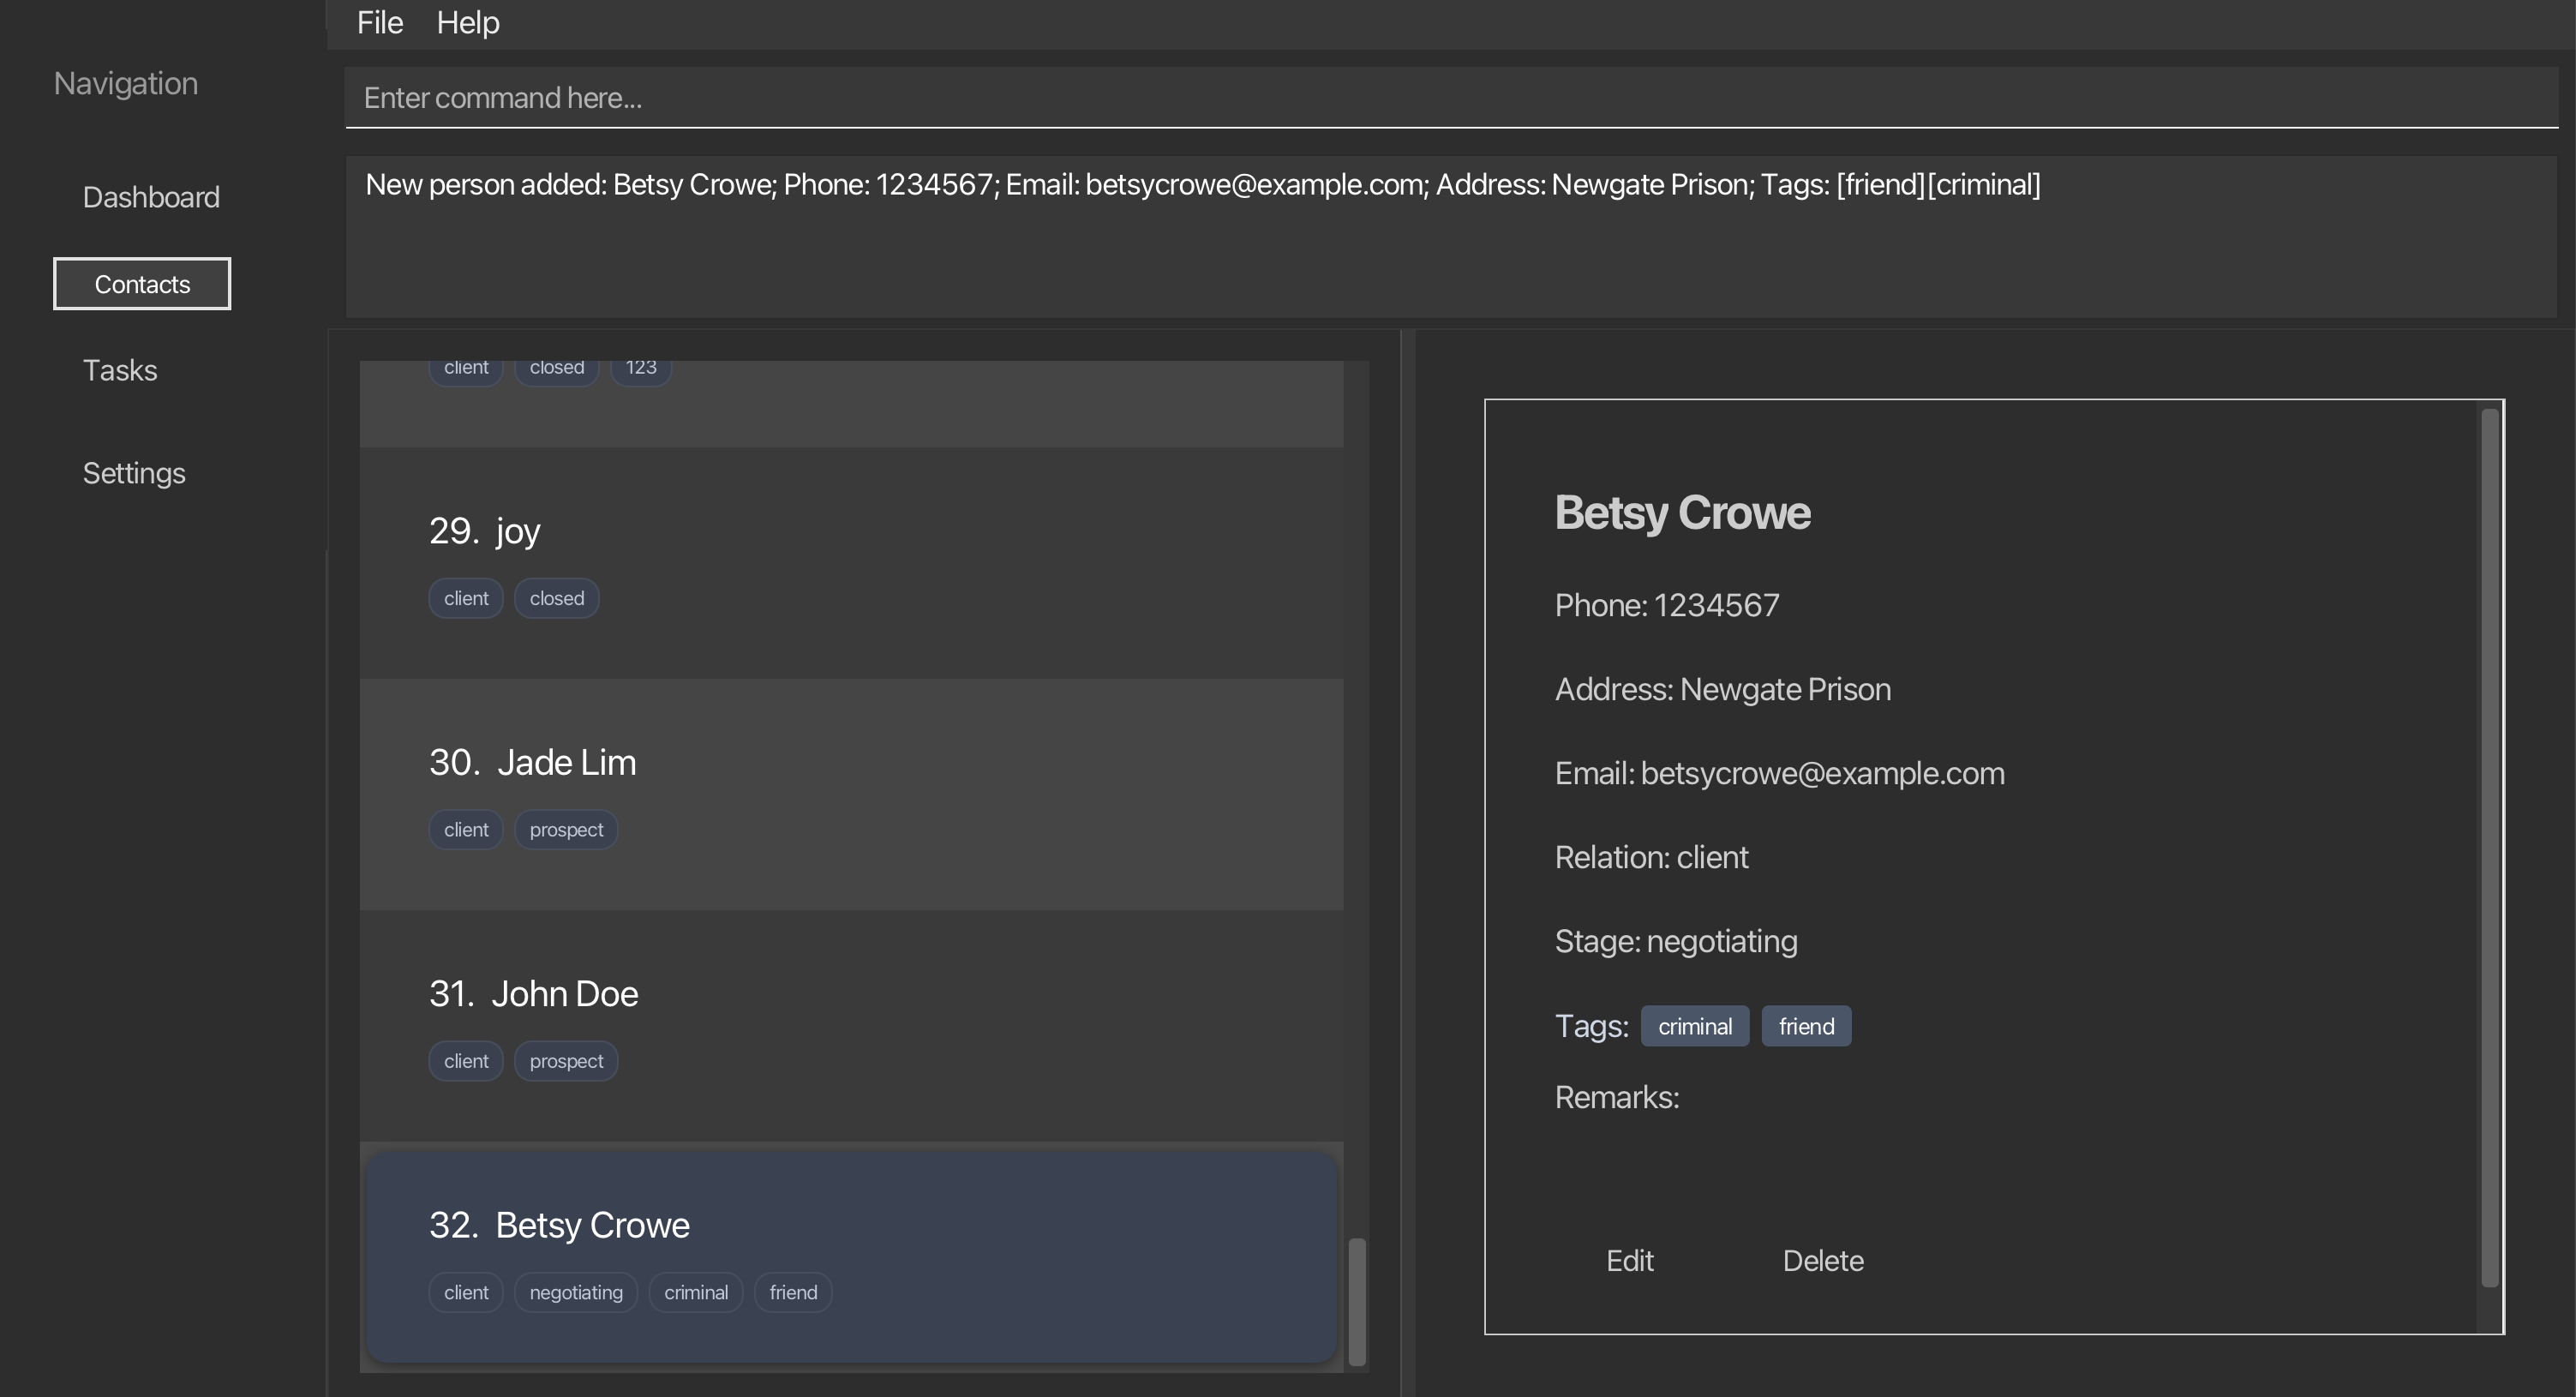 File Help
Navigation
Enter command here...
Dashboard
New person added: Betsy Crowe; Phone: 1234567; Email: betsycrowe@example.com; Address: Newgate Prison; Tags: [friend][criminal]
Contacts
Tasks
Settings
client closed 123
29. joy
client closed
30. Jade Lim
client prospect
31. John Doe
client prospect
32. Betsy Crowe
client negotiating criminal friend
Betsy Crowe
Phone: 1234567
Address: Newgate Prison
Email: betsycrowe@example.com
Relation: client
Stage: negotiating
Tags: criminal friend
Remarks:
Edit Delete